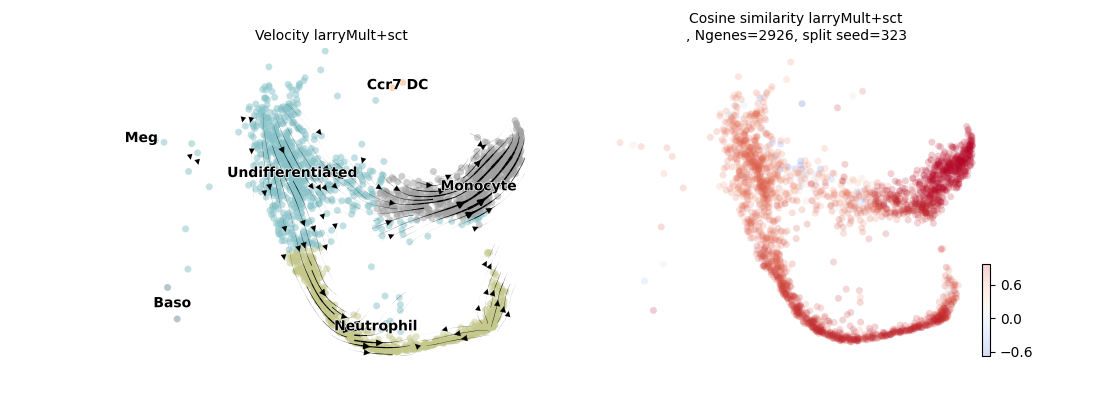 Velocity larryMult+sct
Ccr7 DC
Meg
Undifferentiated
Monocyte
Baso
Neutrophil
Cosine similarity larryMult+sct
, Ngenes=2926, split seed=323
0.6
0.0
−0.6